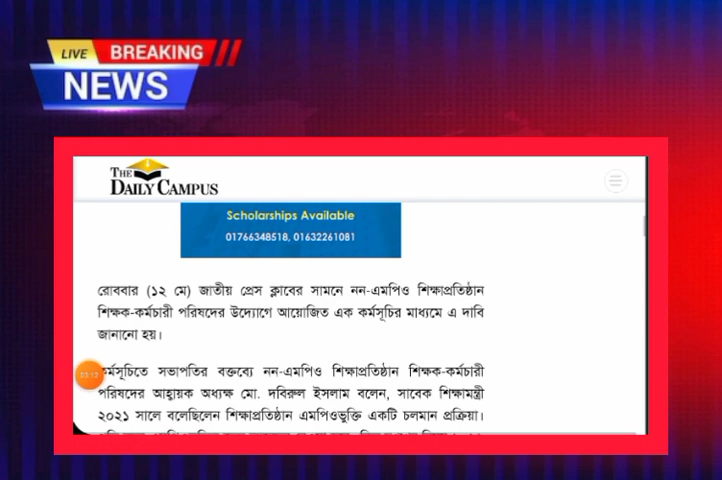 LIVE BREAKING
NEWS
THE
DAILY CAMPUS
Scholarships Available
01766348518, 01632261081
রোববার (১২ মে) জাতীয় প্রেস ক্লাবের সামনে নন-এমপিও শিক্ষাপ্রতিষ্ঠান
শিক্ষক-কর্মচারী পরিষদের উদ্যোগে আয়োজিত এক কর্মসূচির মাধ্যমে এ দাবি
জানানো হয়।
কর্মসূচিতে সভাপতির বক্তব্যে নন-এমপিও শিক্ষাপ্রতিষ্ঠান শিক্ষক-কর্মচারী
পরিষদের আহ্বায়ক অধ্যক্ষ মো. দবিরুল ইসলাম বলেন, সাবেক শিক্ষামন্ত্রী
২০২১ সালে বলেছিলেন শিক্ষাপ্রতিষ্ঠান এমপিওভুক্তি একটি চলমান প্রক্রিয়া।